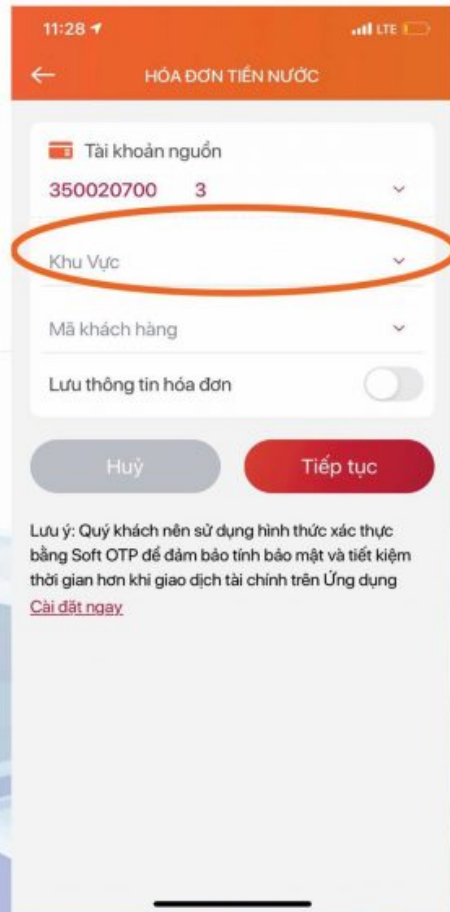 11:28
LTE
HÓA ĐƠN TIỀN NƯỚC
Tài khoản nguồn
350020700 3
Khu Vực
Mã khách hàng
Lưu thông tin hóa đơn
Huỷ
Tiếp tục
Lưu ý: Quý khách nên sử dụng hình thức xác thực
bằng Soft OTP để đảm bảo tính bảo mật và tiết kiệm
thời gian hơn khi giao dịch tài chính trên Ứng dụng
Cài đặt ngay